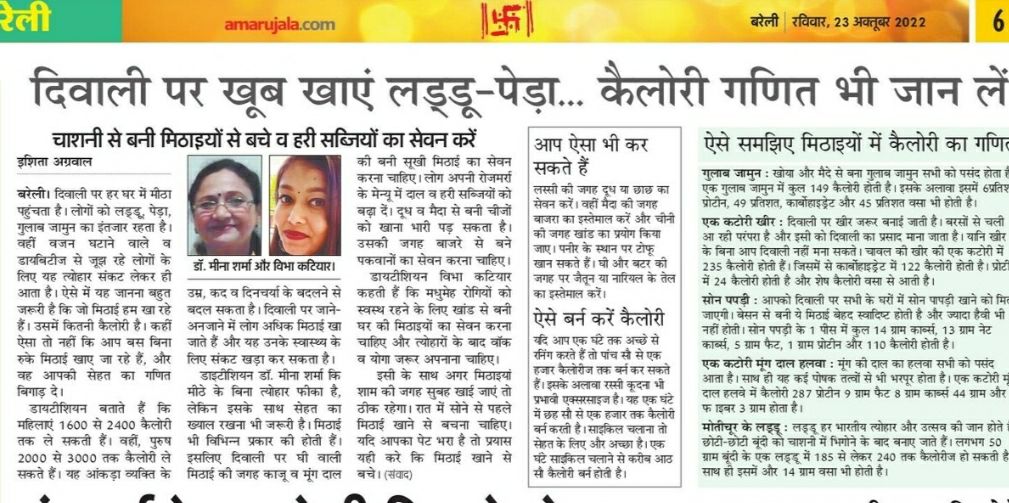 रेली
amarujala.com
बरेली | रविवार, 23 अक्तूबर 2022
6
दिवाली पर खूब खाएं लड्डू-पेड़ा... कैलोरी गणित भी जान लें
चाशनी से बनी मिठाइयों से बचे व हरी सब्जियों का सेवन करें
इशिता अग्रवाल
बरेली। दिवाली पर हर घर में मीठा
पहुंचता है। लोगों को लड्डू, पेड़ा,
गुलाब जामुन का इंतजार रहता है।
वहीं वजन घटाने वाले व
डायबिटीज से जूझ रहे लोगों के
लिए यह त्योहार संकट लेकर ही
आता है। ऐसे में यह जानना बहुत
जरूरी है कि जो मिठाई हम खा रहे
हैं। उसमें कितनी कैलोरी है। कहीं
ऐसा तो नहीं कि आप बस बिना
रुके मिठाई खाए जा रहे हैं, और
वह आपकी सेहत का गणित
बिगाड़ दे।
डायटीशियन बताते हैं कि
महिलाएं 1600 से 2400 कैलोरी
तक ले सकती हैं। वहीं, पुरुष
2000 से 3000 तक कैलोरी ले
सकते हैं। यह आंकड़ा व्यक्ति के
डॉ. मीना शर्मा और विभा कटियार।
उम्र, कद व दिनचर्या के बदलने से
बदल सकता है। दिवाली पर जाने-
अनजाने में लोग अधिक मिठाई खा
जाते हैं और यह उनके स्वास्थ्य के
लिए संकट खड़ा कर सकता है।
डाइटीशियन डॉ. मीना शर्मा कि
मीठे के बिना त्योहार फीका है,
लेकिन इसके साथ सेहत का
ख्याल रखना भी जरूरी है। मिठाई
भी विभिन्न प्रकार की होती हैं।
इसलिए दिवाली पर घी वाली
मिठाई की जगह काजू व मूंग दाल
की बनी सूखी मिठाई का सेवन
करना चाहिए। लोग अपनी रोजमर्रा
के मेन्यू में दाल व हरी सब्जियों को
बढ़ा दें। दूध व मैदा से बनी चीजों
को खाना भारी पड़ सकता है।
उसकी जगह बाजरे से बने
पकवानों का सेवन करना चाहिए।
डायटीशियन विभा कटियार
कहती हैं कि मधुमेह रोगियों को
स्वस्थ रहने के लिए खांड से बनी
घर की मिठाइयों का सेवन करना
चाहिए और त्योहारों के बाद वॉक
व योगा जरूर अपनाना चाहिए।
इसी के साथ अगर मिठाइयां
शाम की जगह सुबह खाई जाएं तो
ठीक रहेगा। रात में सोने से पहले
मिठाई खाने से बचना चाहिए।
यदि आपका पेट भरा है तो प्रयास
यही करे कि मिठाई खाने से
बचे। (संवाद)
आप ऐसा भी कर
सकते हैं
लस्सी की जगह दूध या छाछ का
सेवन करें। वहीं मैदा की जगह
बाजरा का इस्तेमाल करें और चीनी
की जगह खांड का प्रयोग किया
जाए। पनीर के स्थान पर टोफू
खान सकते हैं। घी और बटर की
जगह पर जैतून या नारियल के तेल
का इस्तेमाल करें।
ऐसे बर्न करें कैलोरी
यदि आप एक घंटे तक अच्छे से
रनिंग करते हैं तो पांच सौ से एक
हजार कैलोरीज तक बर्न कर सकते
हैं। इसके अलावा रस्सी कूदना भी
प्रभावी एक्सरसाइज है। यह एक घंटे
में छह सौ से एक हजार तक कैलोरी
बर्न करती है। साइकिल चलाना तो
सेहत के लिए और अच्छा है। एक
घंटे साइकिल चलाने से करीब आठ
सौ कैलोरी बर्न होती है।
ऐसे समझिए मिठाइयों में कैलोरी का गणित
गुलाब जामुन : खोया और मैदे से बना गुलाब जामुन सभी को पसंद होता है
एक गुलाब जामुन में कुल 149 कैलोरी होती है। इसके अलावा इसमें 6प्रतिश
प्रोटीन, 49 प्रतिशत, कार्बोहाइड्रेट और 45 प्रतिशत वसा भी होती है।
एक कटोरी खीर : दिवाली पर खीर जरूर बनाई जाती है। बरसों से चली
आ रही परंपरा है और इसी को दिवाली का प्रसाद माना जाता है। यानि खीर
के बिना आप दिवाली नहीं मना सकते। चावल की खीर की एक कटोरी में
235 कैलोरी होती हैं। जिसमें से कार्बोहाइड्रेट में 122 कैलोरी होती है। प्रोटी
में 24 कैलोरी होती है और शेष कैलोरी वसा से आती है।
सोन पपड़ी : आपको दिवाली पर सभी के घरों में सोन पापड़ी खाने को मि
जाएगी। बेसन से बनी ये मिठाई बेहद स्वादिष्ट होती है और ज्यादा हैवी भी
नहीं होती। सोन पपड़ी के 1 पीस में कुल 14 ग्राम कार्ब्स, 13 ग्राम नेट
कार्ब्स, 5 ग्राम फैट, 1 ग्राम प्रोटीन और 110 कैलोरी होती है।
एक कटोरी मूंग दाल हलवा : मूंग की दाल का हलवा सभी को पसंद
आता है। साथ ही यह कई पोषक तत्वों से भी भरपूर होता है। एक कटोरी मूं
दाल हलवे में कैलोरी 287 प्रोटीन 9 ग्राम फैट 8 ग्राम कार्ब्स 44 ग्राम और
फाइबर 3 ग्राम होता है।
मोतीचूर के लड्डू : लड्डू हर भारतीय त्योहार और उत्सव की जान होते
छोटी-छोटी बूंदी को चाशनी में भिगोने के बाद बनाए जाते हैं। लगभग 50
ग्राम बूंदी के एक लड्डू में 185 से लेकर 240 तक कैलोरीज हो सकती है
साथ ही इसमें और 14 ग्राम वसा भी होती है।